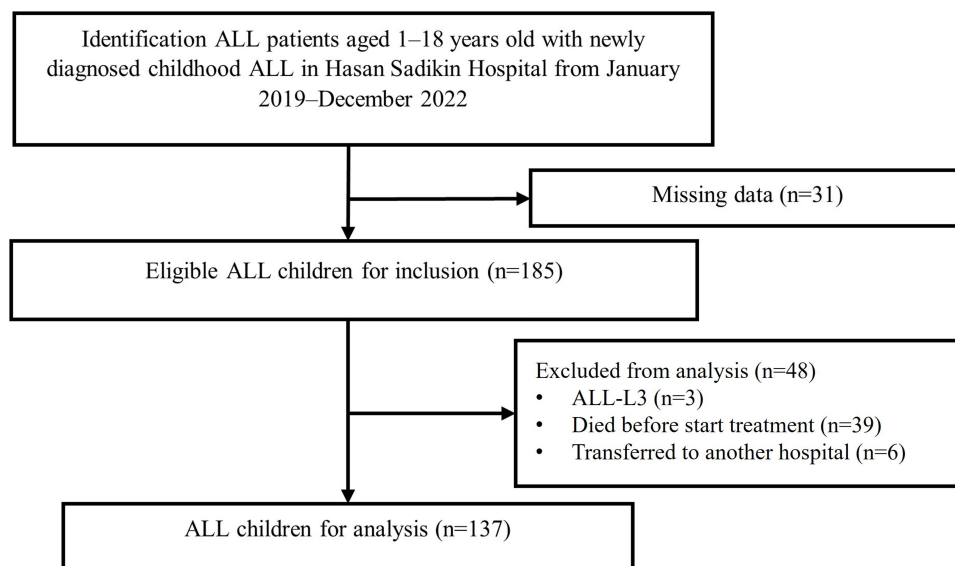 Identification ALL patients aged 1–18 years old with newly
diagnosed childhood ALL in Hasan Sadikin Hospital from January
2019–December 2022
Missing data (n=31)
Eligible ALL children for inclusion (n=185)
Excluded from analysis (n=48)
• ALL-L3 (n=3)
• Died before start treatment (n=39)
• Transferred to another hospital (n=6)
ALL children for analysis (n=137)